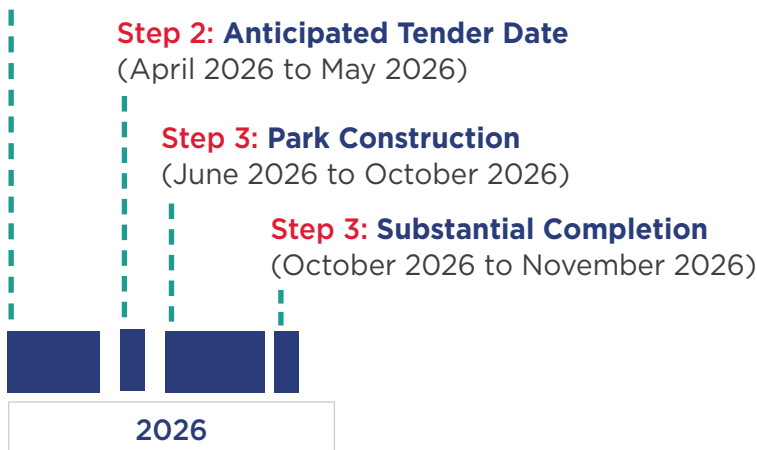 Step 2: Anticipated Tender Date
(April 2026 to May 2026)
Step 3: Park Construction
(June 2026 to October 2026)
Step 3: Substantial Completion
(October 2026 to November 2026)
2026